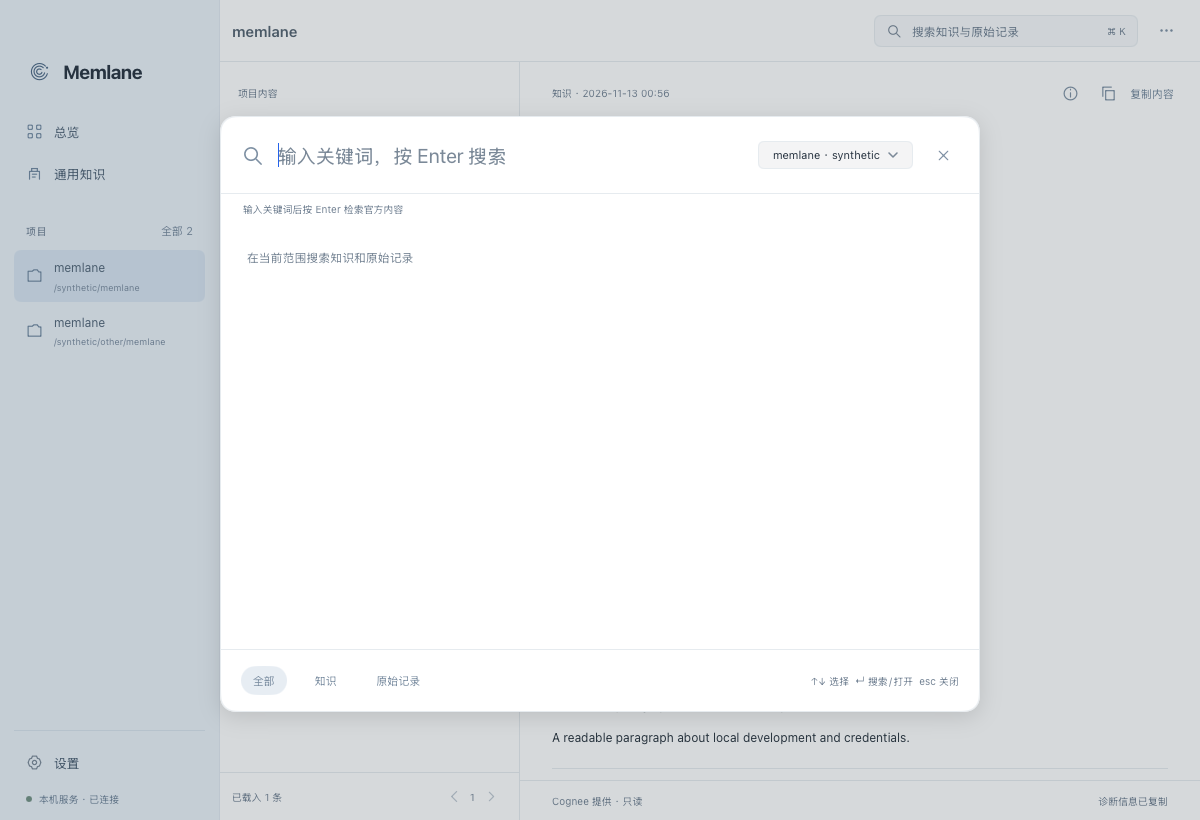 Memlane
总览
通用知识
项目
全部 2
memlane
/synthetic/memlane
memlane
/synthetic/other/memlane
设置
本机服务 · 已连接
memlane
搜索知识与原始记录
⌘ K
项目内容
知识 · 2026-11-13 00:56
复制内容
输入关键词，按 Enter 搜索
memlane · synthetic
输入关键词后按 Enter 检索官方内容
在当前范围搜索知识和原始记录
全部
知识
原始记录
↑↓ 选择 ↵ 搜索/打开 esc 关闭
A readable paragraph about local development and credentials.
已载入 1 条
1
Cognee 提供 · 只读
诊断信息已复制